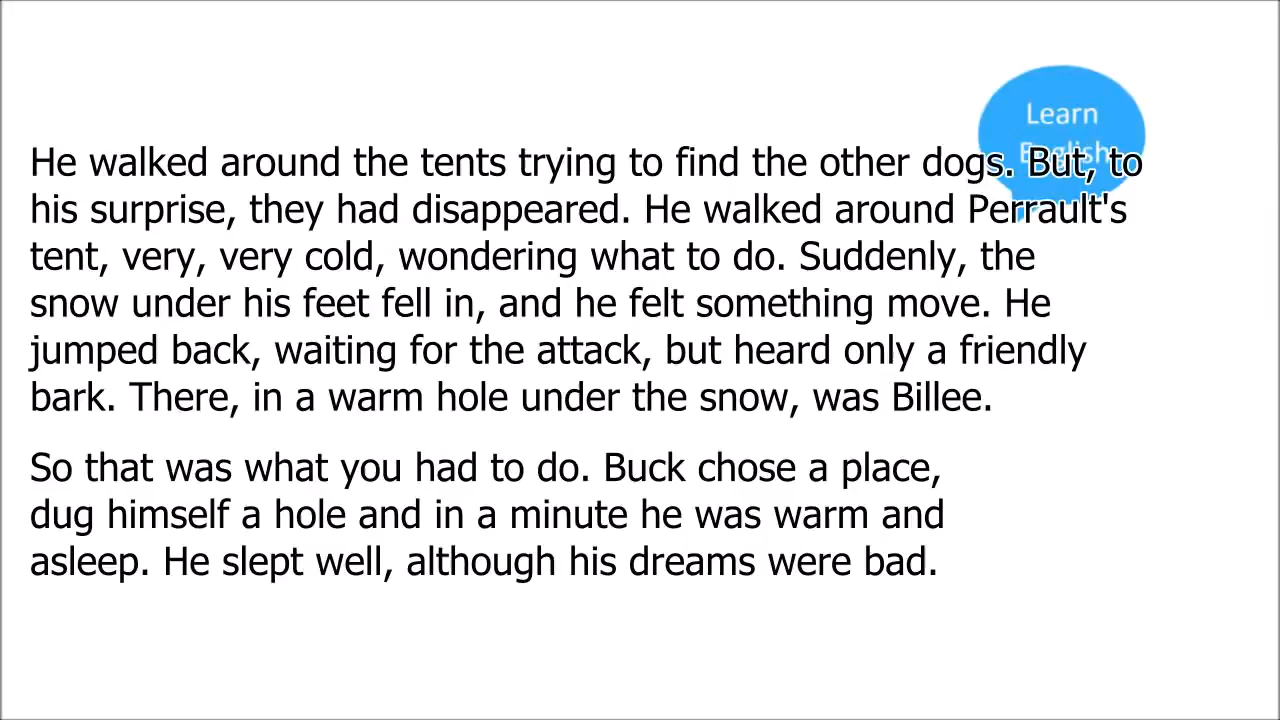 Learn
English
He walked around the tents trying to find the other dogs. But, to
his surprise, they had disappeared. He walked around Perrault's
tent, very, very cold, wondering what to do. Suddenly, the
snow under his feet fell in, and he felt something move. He
jumped back, waiting for the attack, but heard only a friendly
bark. There, in a warm hole under the snow, was Billee.
So that was what you had to do. Buck chose a place,
dug himself a hole and in a minute he was warm and
asleep. He slept well, although his dreams were bad.